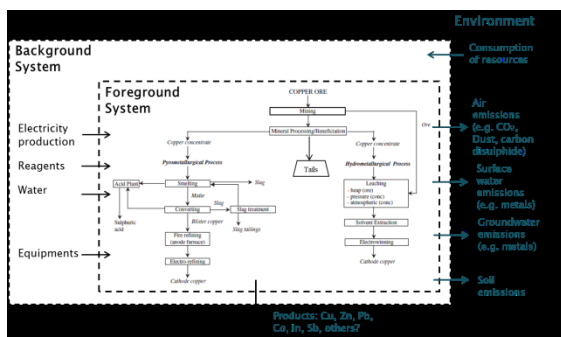 Environment
Background
System
Consumption
of resources
Foreground
System
COPPER ORE
Mining
Mineral Processing/Beneficiation
Ore
Air
emissions
(e.g. CO₂,
Dust, carbon
disulphide)
Electricity
production
Reagents
Water
Equipments
Copper concentrate
Copper concentrate
Pyrometallurgical Process
Tails
Hydrometallurgical Process
Acid Plant
Smelting
Slag
Matte
Slag
Converting
Slag treatment
Sulphuric
acid
Blister copper
Slag tailings
Fire refining
(anode furnace)
Electro-refining
Cathode copper
Leaching
- heap (ore)
- pressure (conc)
- atmospheric (conc)
Solvent Extraction
Electrowinning
Cathode copper
Surface
water
emissions
(e.g. metals)
Groundwater
emissions
(e.g. metals)
Soil
emissions
Products: Cu, Zn, Pb,
Co, In, Sb, others?